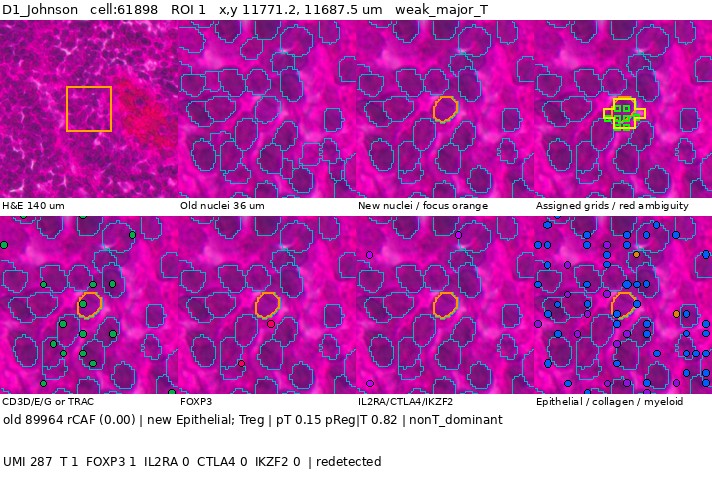 D1_Johnson   cell:61898   ROI 1   x,y 11771.2, 11687.5 um   weak_major_T
H&E 140 um
Old nuclei 36 um
New nuclei / focus orange
Assigned grids / red ambiguity
CD3D/E/G or TRAC
FOXP3
IL2RA/CTLA4/IKZF2
Epithelial / collagen / myeloid
old 89964 rCAF (0.00) | new Epithelial; Treg | pT 0.15 pReg|T 0.82 | nonT_dominant
UMI 287  T 1  FOXP3 1  IL2RA 0  CTLA4 0  IKZF2 0  | redetected